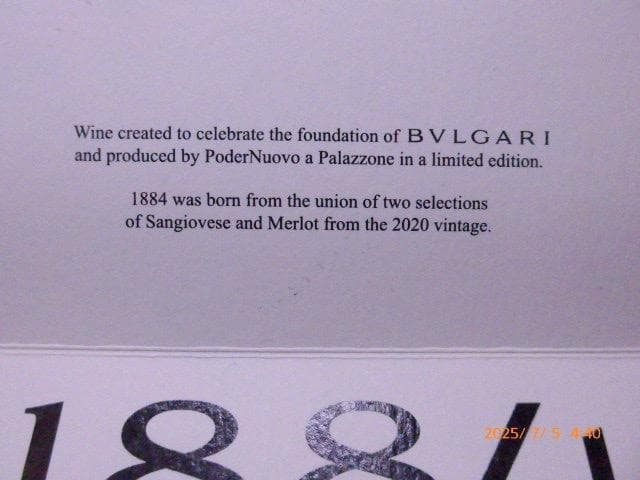 Wine created to celebrate the foundation of BVLGARI
and produced by PoderNuovo a Palazzone in a limited edition.
1884 was born from the union of two selections
of Sangiovese and Merlot from the 2020 vintage.
1884
2025/ 7/ 5 4:40